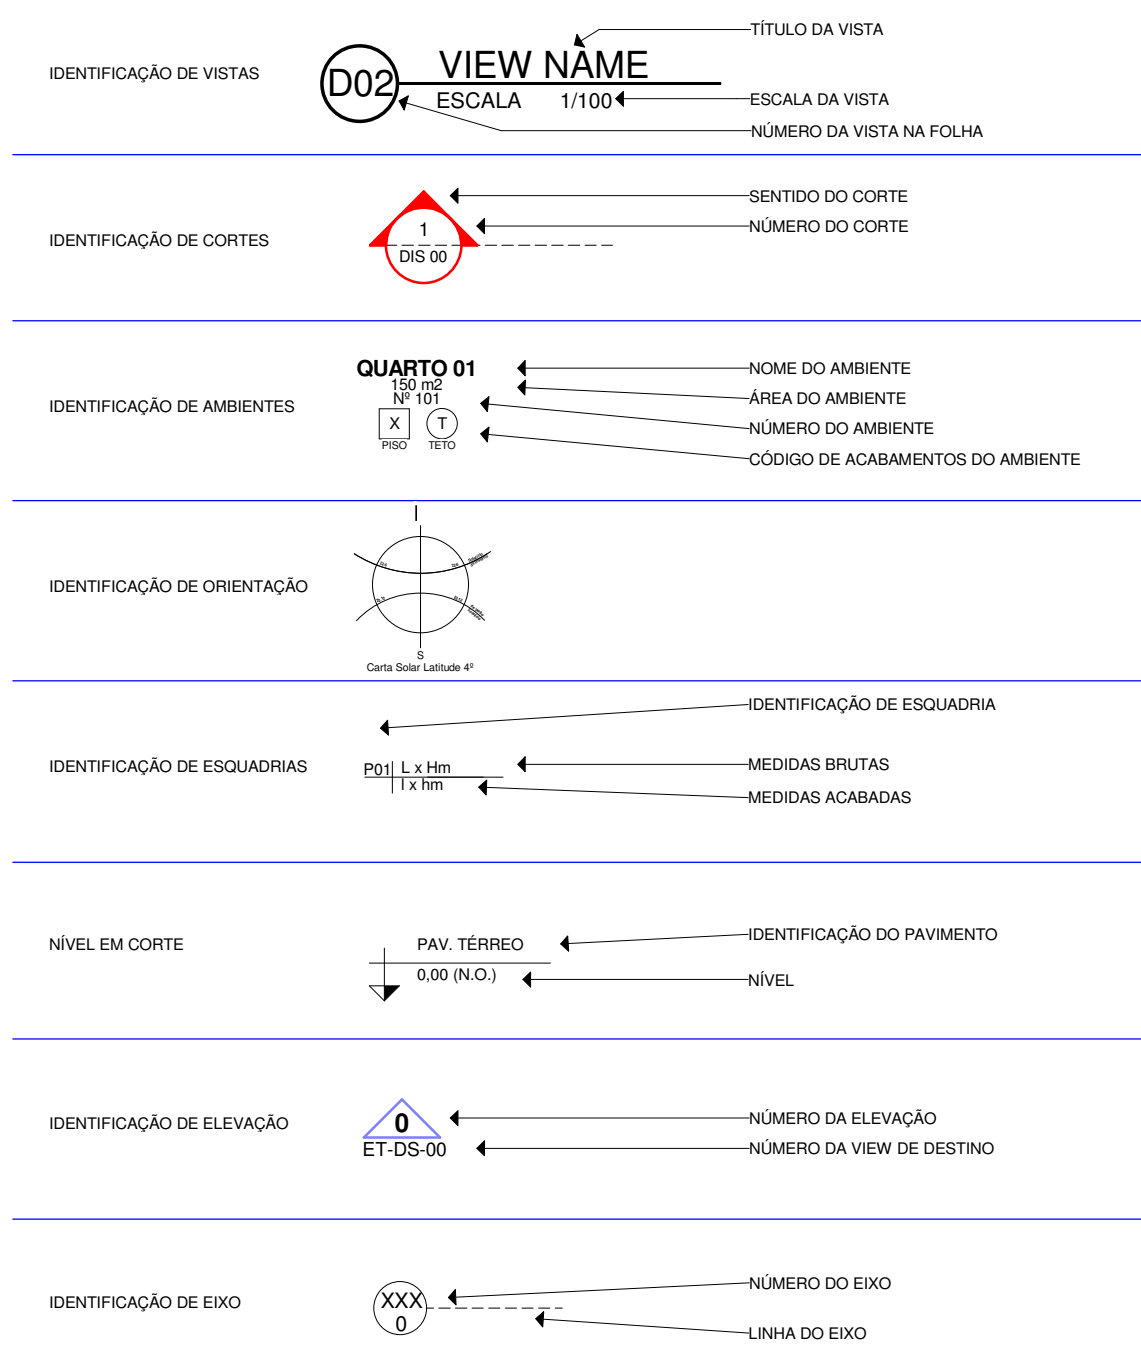 TÍTULO DA VISTA
VIEW NAME
IDENTIFICAÇÃO DE VISTAS
D02
ESCALA 1/100
ESCALA DA VISTA
NÚMERO DA VISTA NA FOLHA
SENTIDO DO CORTE
NÚMERO DO CORTE
1
IDENTIFICAÇÃO DE CORTES
DIS 00
QUARTO 01
NOME DO AMBIENTE
150 m2
ÁREA DO AMBIENTE
Nº 101
IDENTIFICAÇÃO DE AMBIENTES
X T
NÚMERO DO AMBIENTE
PISO TETO
CÓDIGO DE ACABAMENTOS DO AMBIENTE
IDENTIFICAÇÃO DE ORIENTAÇÃO
S
Carta Solar Latitude 4º
IDENTIFICAÇÃO DE ESQUADRIA
IDENTIFICAÇÃO DE ESQUADRIAS
P01 L x Hm
MEDIDAS BRUTAS
l x hm
MEDIDAS ACABADAS
NÍVEL EM CORTE
PAV. TÉRREO
IDENTIFICAÇÃO DO PAVIMENTO
0,00 (N.O.)
NÍVEL
IDENTIFICAÇÃO DE ELEVAÇÃO
0
NÚMERO DA ELEVAÇÃO
ET-DS-00
NÚMERO DA VIEW DE DESTINO
NÚMERO DO EIXO
IDENTIFICAÇÃO DE EIXO
XXX
0
LINHA DO EIXO